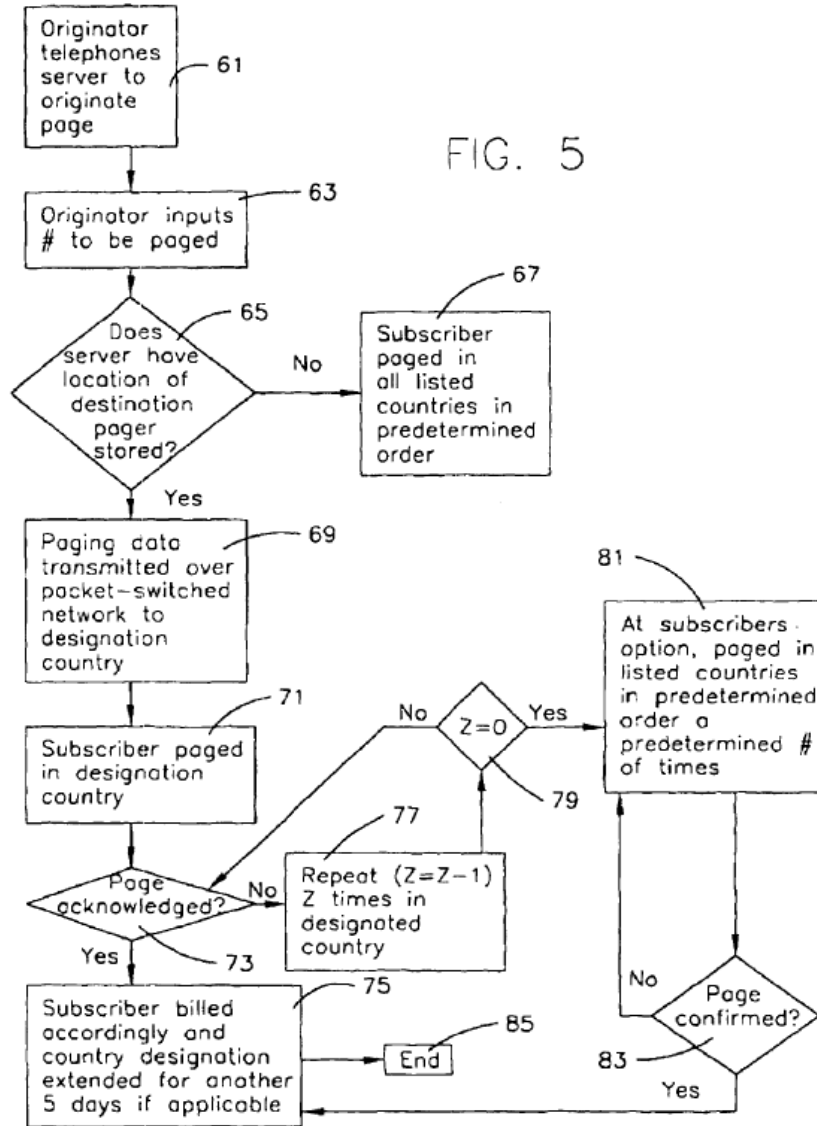 Originator
telephones
server to
originate
page
61
FIG. 5
Originator inputs
# to be paged
63
Does
server have
location of
destination
pager
stored?
65
No
Subscriber
paged in
all listed
countries in
predetermined
order
67
Yes
Paging data
transmitted over
packet-switched
network to
designation
country
69
Subscriber paged
in designation
country
71
Page
acknowledged?
73
No
Repeat (Z=Z-1)
Z times in
designated
country
77
No
Z=0
Yes
79
81
At subscribers
option, paged in
listed countries
in predetermined
order a
predetermined #
of times
Yes
Subscriber billed
accordingly and
country designation
extended for another
5 days if applicable
75
End
85
No
Page
confirmed?
83
Yes